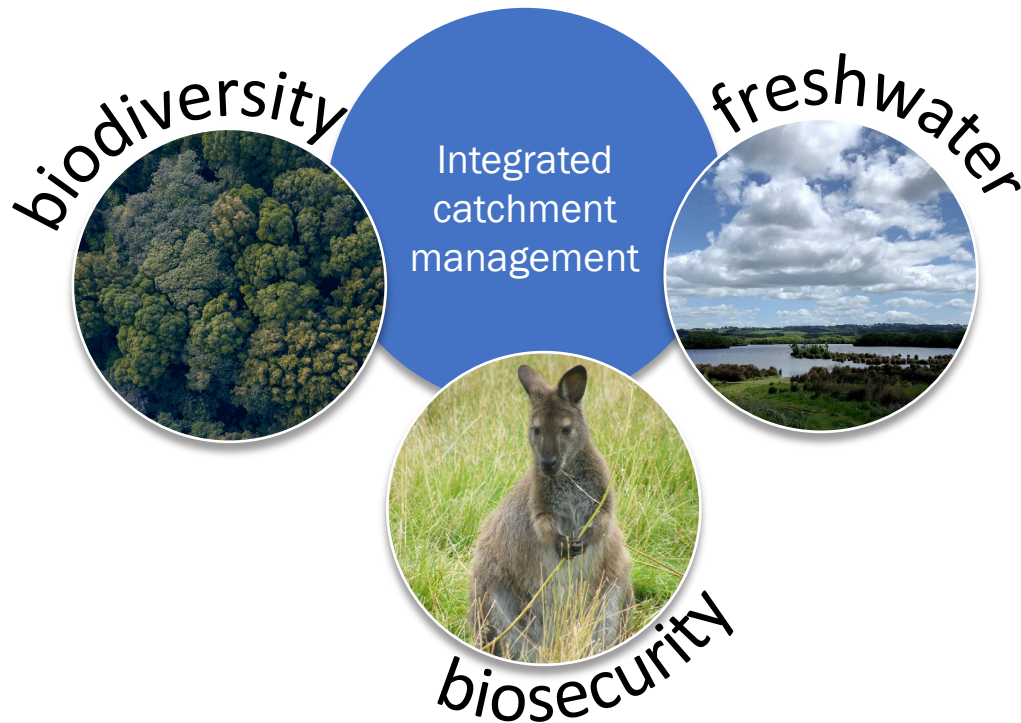 biodiversity
freshwater
Integrated
catchment
management
biosecurity